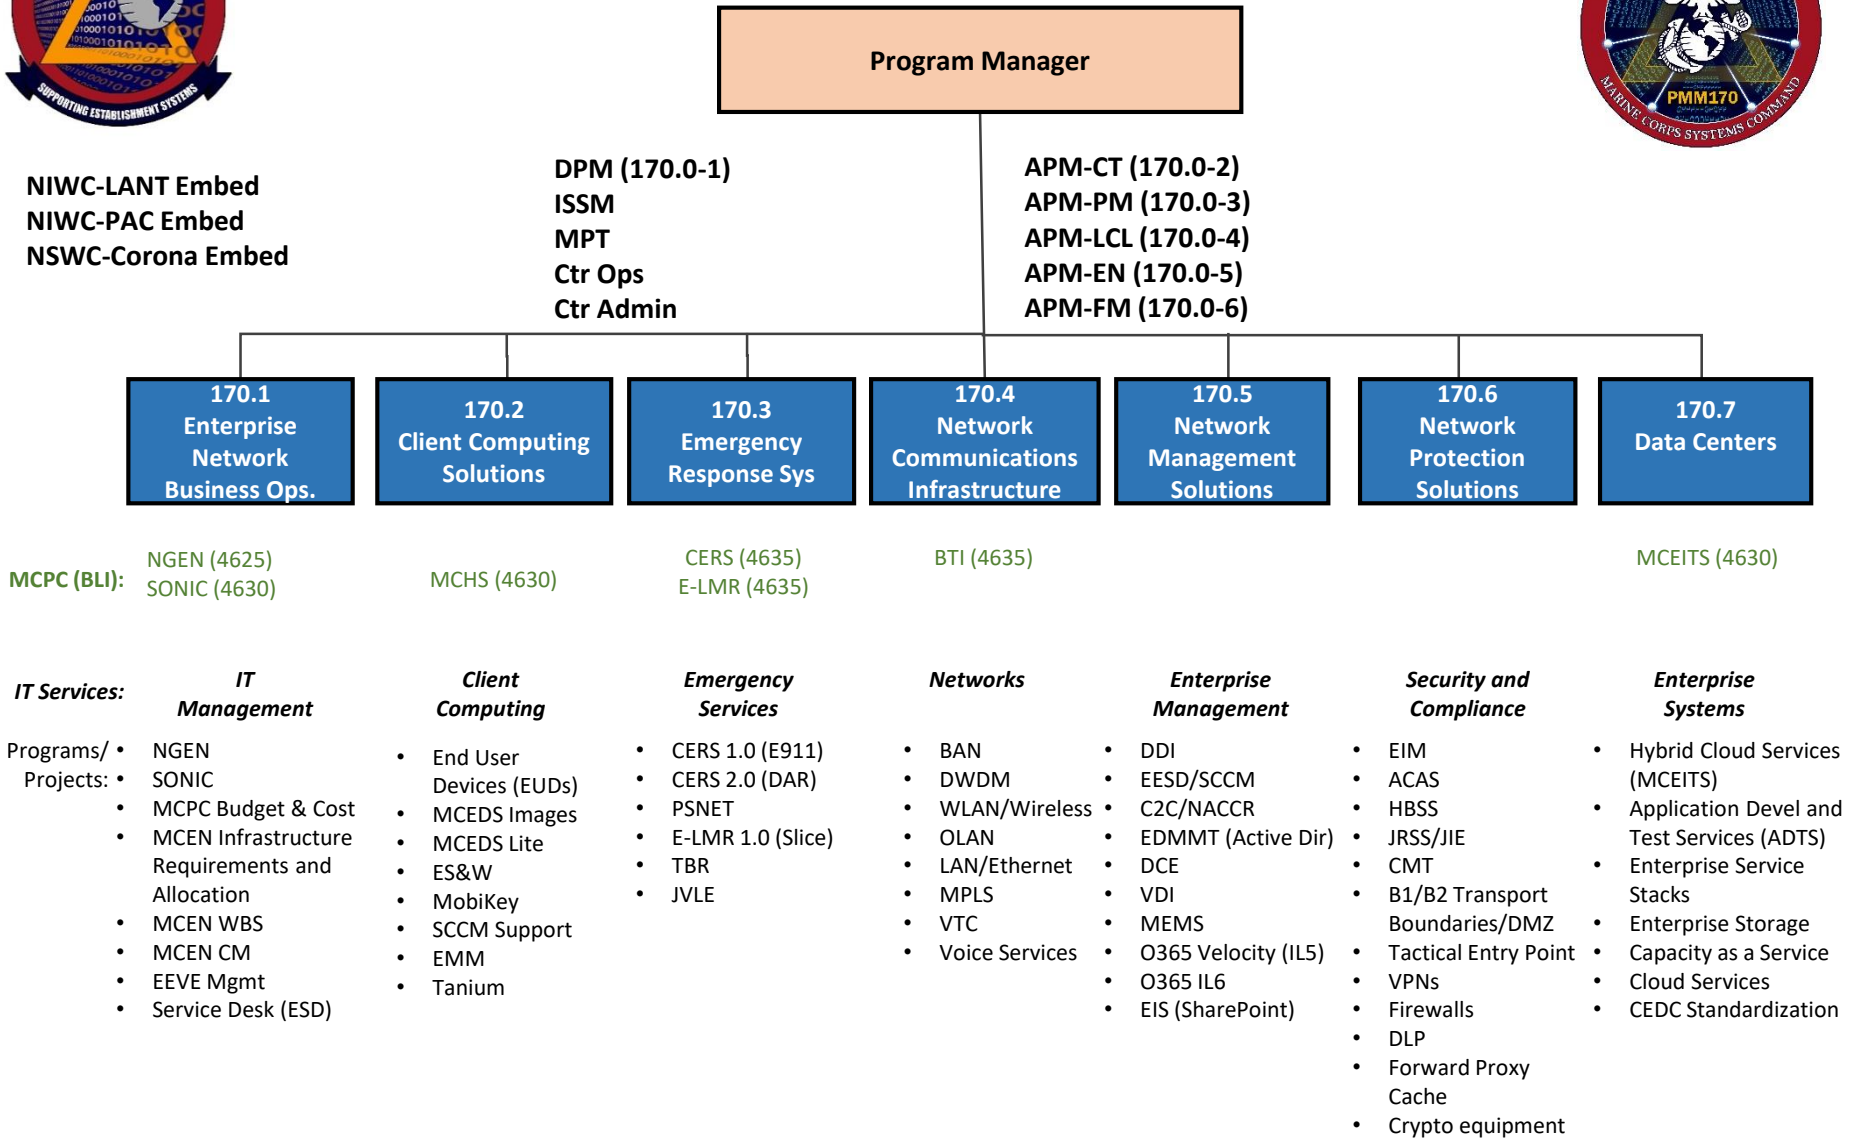 SUPPORTING ESTABLISHMENT SYSTEMS
PMM170
MARINE CORPS SYSTEMS COMMAND
Program Manager
NIWC-LANT Embed
NIWC-PAC Embed
NSWC-Corona Embed
DPM (170.0-1)
ISSM
MPT
Ctr Ops
Ctr Admin
APM-CT (170.0-2)
APM-PM (170.0-3)
APM-LCL (170.0-4)
APM-EN (170.0-5)
APM-FM (170.0-6)
170.1
Enterprise
Network
Business Ops.
170.2
Client Computing
Solutions
170.3
Emergency
Response Sys
170.4
Network
Communications
Infrastructure
170.5
Network
Management
Solutions
170.6
Network
Protection
Solutions
170.7
Data Centers
MCPC (BLI):
NGEN (4625)
SONIC (4630)
MCHS (4630)
CERS (4635)
E-LMR (4635)
BTI (4635)
MCEITS (4630)
IT Services:
IT
Management
Client
Computing
Emergency
Services
Networks
Enterprise
Management
Security and
Compliance
Enterprise
Systems
Programs/
Projects:
• NGEN
• SONIC
• MCPC Budget & Cost
• MCEN Infrastructure
Requirements and
Allocation
• MCEN WBS
• MCEN CM
• EEVE Mgmt
• Service Desk (ESD)
• End User
Devices (EUDs)
• MCEDS Images
• MCEDS Lite
• ES&W
• MobiKey
• SCCM Support
• EMM
• Tanium
• CERS 1.0 (E911)
• CERS 2.0 (DAR)
• PSNET
• E-LMR 1.0 (Slice)
• TBR
• JVLE
• BAN
• DWDM
• WLAN/Wireless
• OLAN
• LAN/Ethernet
• MPLS
• VTC
• Voice Services
• DDI
• EESD/SCCM
• C2C/NACCR
• EDMMT (Active Dir)
• DCE
• VDI
• MEMS
• O365 Velocity (IL5)
• O365 IL6
• EIS (SharePoint)
• EIM
• ACAS
• HBSS
• JRSS/JIE
• CMT
• B1/B2 Transport
Boundaries/DMZ
• Tactical Entry Point
• VPNs
• Firewalls
• DLP
• Forward Proxy
Cache
• Crypto equipment
• Hybrid Cloud Services
(MCEITS)
• Application Devel and
Test Services (ADTS)
• Enterprise Service
Stacks
• Enterprise Storage
• Capacity as a Service
• Cloud Services
• CEDC Standardization